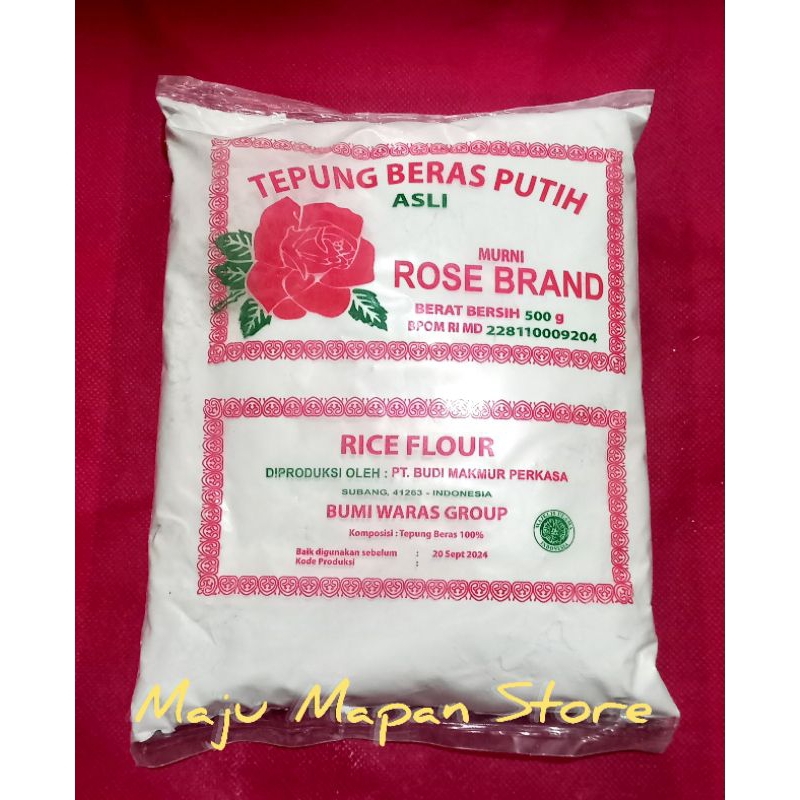 TEPUNG BERAS PUTIH
ASLI
MURNI
ROSE BRAND
BERAT BERSIH 500 g
BPOM RI MD 228110009204
RICE FLOUR
DIPRODUKSI OLEH : PT. BUDI MAKMUR PERKASA
SUBANG, 41263 - INDONESIA
BUMI WARAS GROUP
Komposisi : Tepung Beras 100%
Baik digunakan sebelum : 20 Sept 2024
Kode Produksi :
INDONESIA
Maju Mapan Store